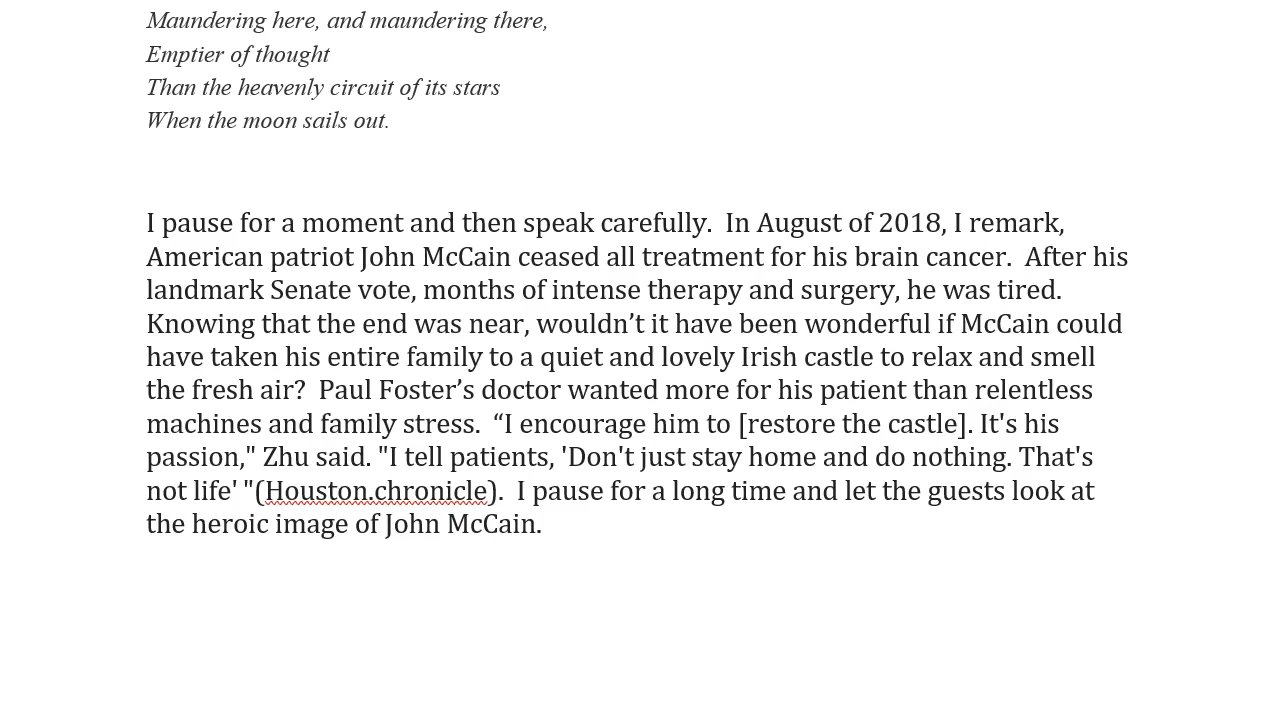 Maundering here, and maundering there,
Emptier of thought
Than the heavenly circuit of its stars
When the moon sails out.
I pause for a moment and then speak carefully.  In August of 2018, I remark,
American patriot John McCain ceased all treatment for his brain cancer.  After his
landmark Senate vote, months of intense therapy and surgery, he was tired.
Knowing that the end was near, wouldn’t it have been wonderful if McCain could
have taken his entire family to a quiet and lovely Irish castle to relax and smell
the fresh air?  Paul Foster’s doctor wanted more for his patient than relentless
machines and family stress.  “I encourage him to [restore the castle]. It's his
passion," Zhu said. "I tell patients, 'Don't just stay home and do nothing. That's
not life' "(Houston.chronicle).  I pause for a long time and let the guests look at
the heroic image of John McCain.